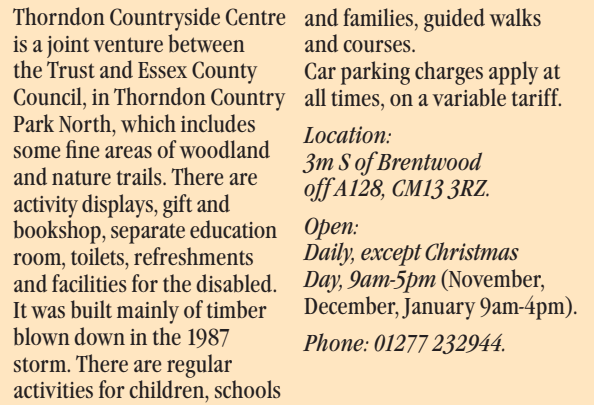 Thorndon Countryside Centre
is a joint venture between
the Trust and Essex County
Council, in Thorndon Country
Park North, which includes
some fine areas of woodland
and nature trails. There are
activity displays, gift and
bookshop, separate education
room, toilets, refreshments
and facilities for the disabled.
It was built mainly of timber
blown down in the 1987
storm. There are regular
activities for children, schools
and families, guided walks
and courses.
Car parking charges apply at
all times, on a variable tariff.
Location:
3m S of Brentwood
off A128, CM13 3RZ.
Open:
Daily, except Christmas
Day, 9am-5pm (November,
December, January 9am-4pm).
Phone: 01277 232944.